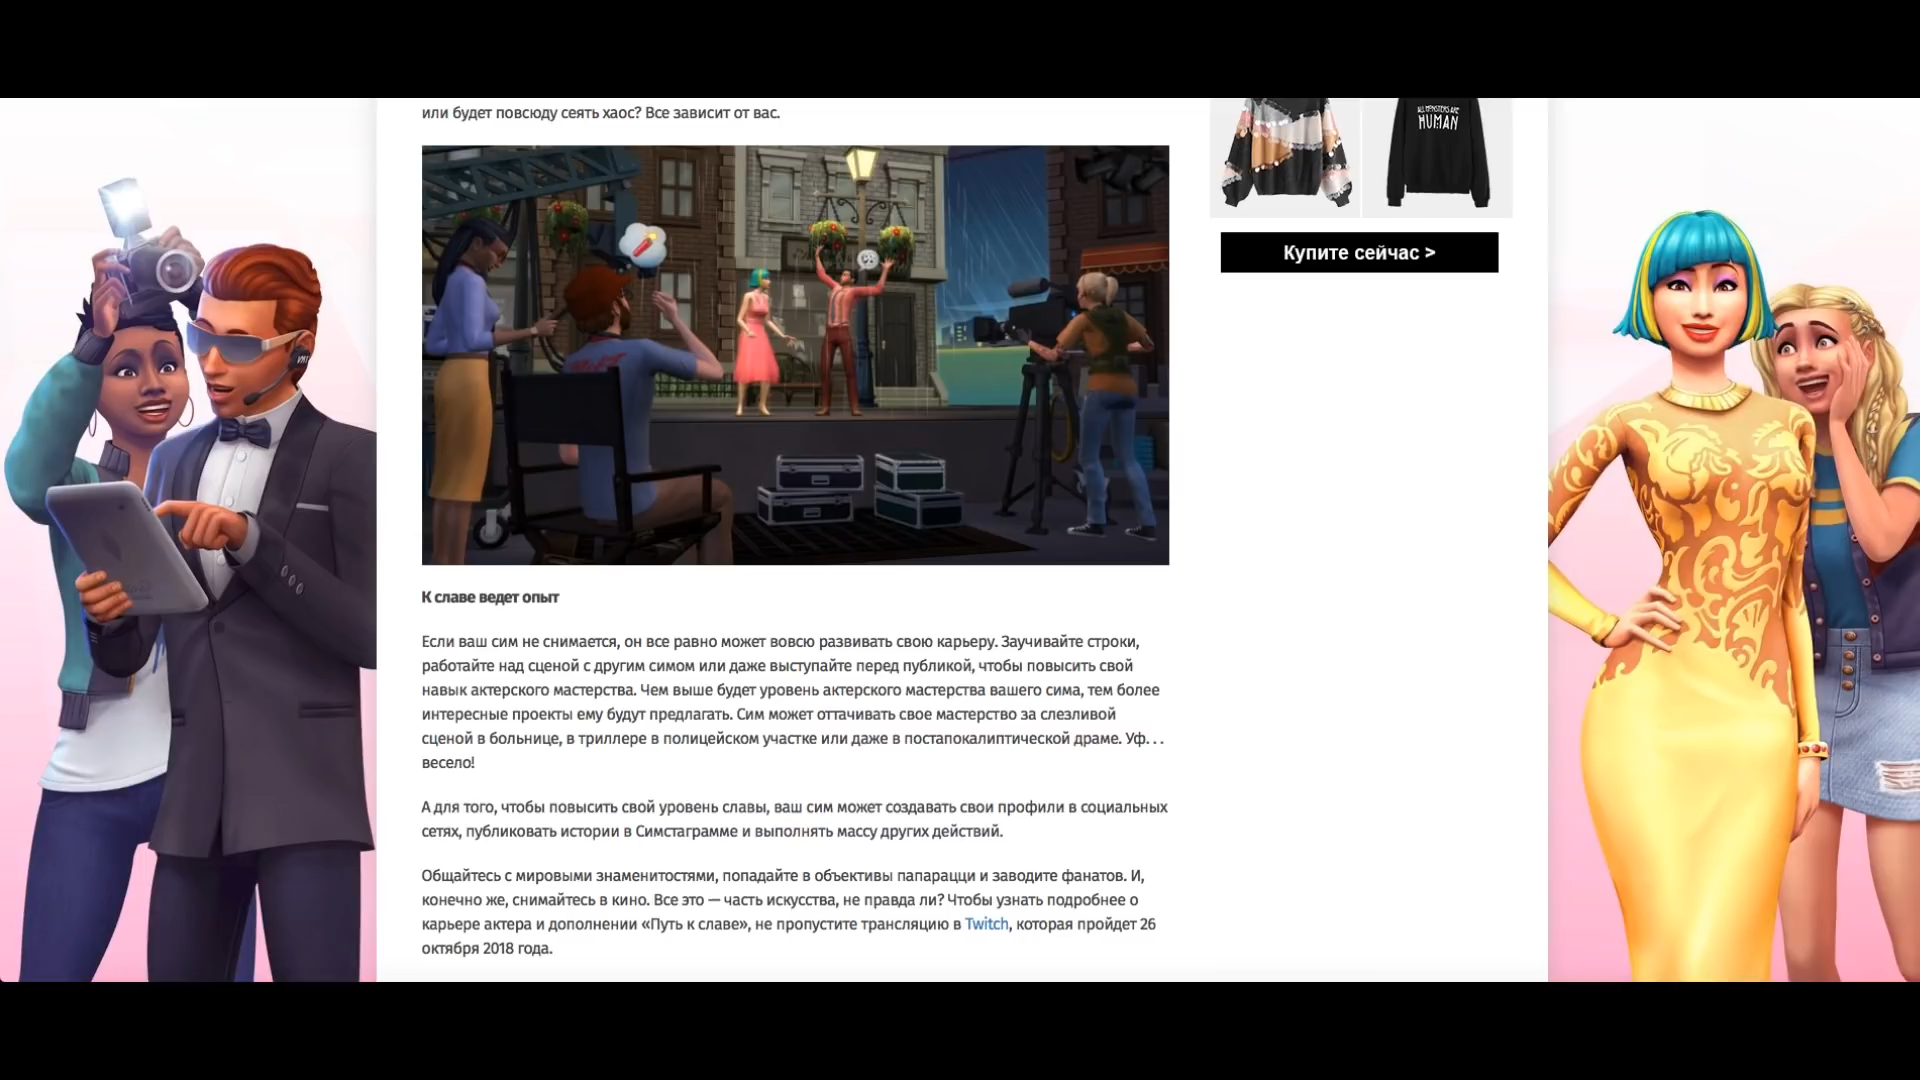 или будет повсюду сеять хаос? Все зависит от вас.
ALL MONSTERS ARE
HUMAN
Купите сейчас >
К славе ведет опыт
Если ваш сим не снимается, он все равно может вовсю развивать свою карьеру. Заучивайте строки,
работайте над сценой с другим симом или даже выступайте перед публикой, чтобы повысить свой
навык актерского мастерства. Чем выше будет уровень актерского мастерства вашего сима, тем более
интересные проекты ему будут предлагать. Сим может оттачивать свое мастерство за слезливой
сценой в больнице, в триллере в полицейском участке или даже в постапокалиптической драме. Уф. . .
весело!
А для того, чтобы повысить свой уровень славы, ваш сим может создавать свои профили в социальных
сетях, публиковать истории в Симстаграмме и выполнять массу других действий.
Общайтесь с мировыми знаменитостями, попадайте в объективы папарацци и заводите фанатов. И,
конечно же, снимайтесь в кино. Все это — часть искусства, не правда ли? Чтобы узнать подробнее о
карьере актера и дополнении «Путь к славе», не пропустите трансляцию в Twitch, которая пройдет 26
октября 2018 года.